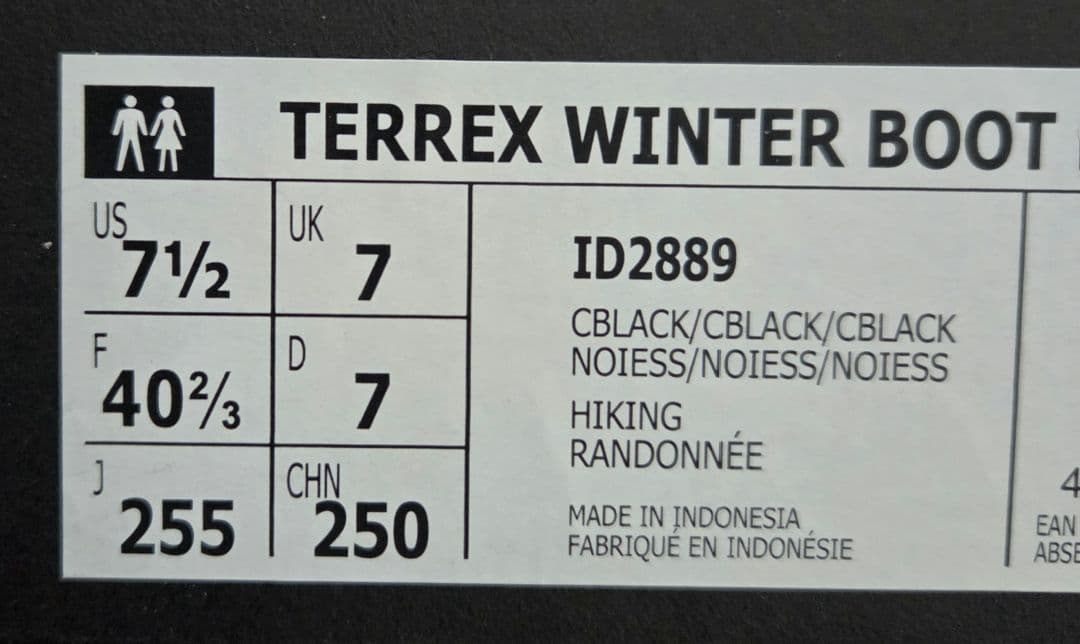 TERREX WINTER BOOT
US 7½
UK 7
F 40⅔
D 7
J 255
CHN 250
ID2889
CBLACK/CBLACK/CBLACK
NOIESS/NOIESS/NOIESS
HIKING
RANDONNÉE
MADE IN INDONESIA
FABRIQUÉ EN INDONÉSIE
4
EAN